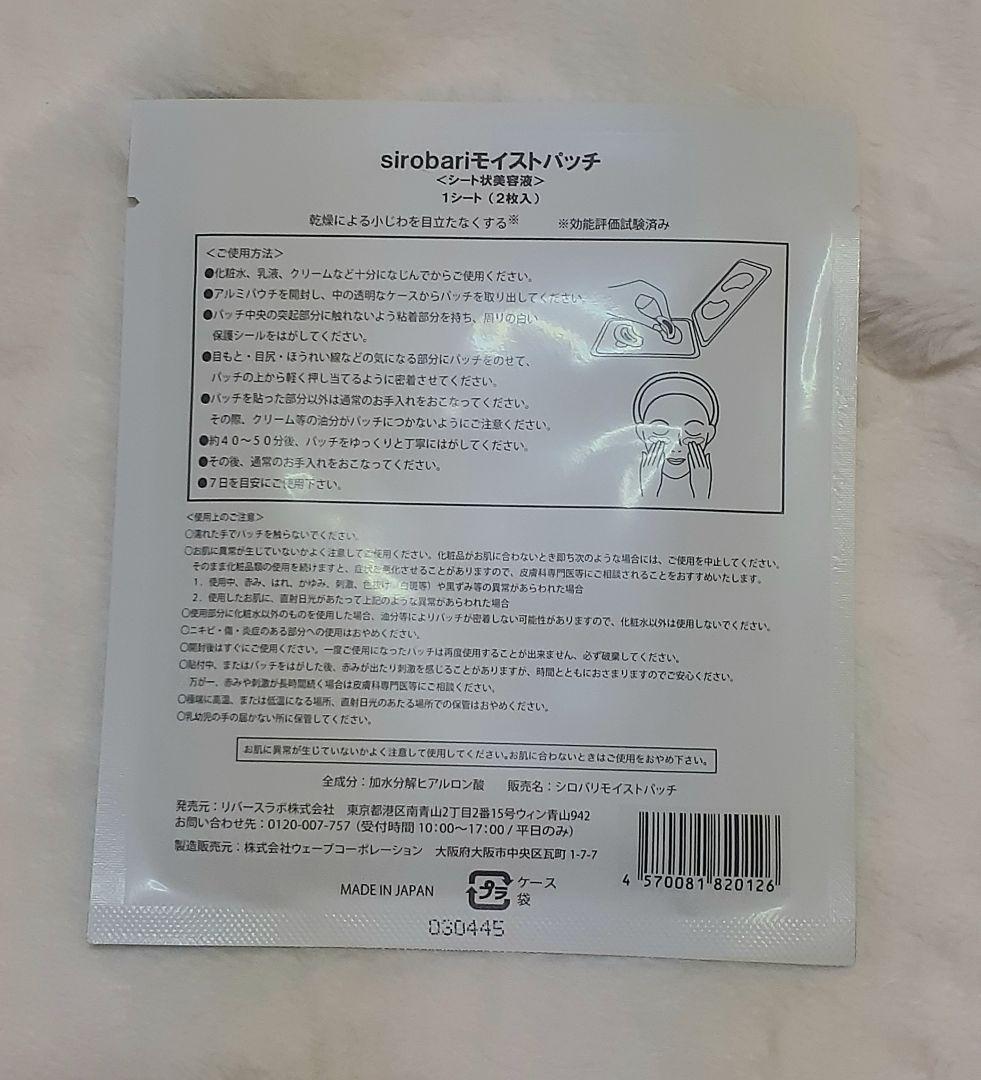 sirobariモイストパッチ
<シート状美容液>
1シート（2枚入）
乾燥による小じわを目立たなくする※ ※効能評価試験済み
<ご使用方法>
●化粧水、乳液、クリームなど十分になじんでからご使用ください。
●アルミパウチを開封し、中の透明なケースからパッチを取り出してください。
●パッチ中央の突起部分に触れないよう粘着部分を持ち、周りの白い
保護シールをはがしてください。
●目もと・目尻・ほうれい線などの気になる部分にパッチをのせて、
パッチの上から軽く押し当てるように密着させてください。
●パッチを貼った部分以外は通常のお手入れをおこなってください。
その際、クリーム等の油分がパッチにつかないようにご注意ください。
●約４０～５０分後、パッチをゆっくりと丁寧にはがしてください。
●その後、通常のお手入れをおこなってください。
●７日を目安にご使用下さい。
<使用上のご注意>
○濡れた手でパッチを触らないでください。
○お肌に異常が生じていないかよく注意してご使用ください。化粧品がお肌に合わないとき即ち次のような場合には、ご使用を中止してください。
そのまま化粧品類の使用を続けますと、症状を悪化させることがありますので、皮膚科専門医等にご相談されることをおすすめいたします。
1．使用中、赤み、はれ、かゆみ、刺激、色抜け（白斑等）や黒ずみ等の異常があらわれた場合
2．使用したお肌に、直射日光があたって上記のような異常があらわれた場合
○使用部分に化粧水以外のものを使用した場合、油分等によりパッチが密着しない可能性がありますので、化粧水以外は使用しないでください。
○ニキビ・傷・炎症のある部分への使用はおやめください。
○開封後はすぐにご使用ください。一度ご使用になったパッチは再度使用することが出来ません、必ず破棄してください。
○貼付中、またはパッチをはがした後、赤みが出たり刺激を感じることがありますが、時間とともにおさまりますのでご安心ください。
万が一、赤みや刺激が長時間続く場合は皮膚科専門医等にご相談ください。
○極端に高温、または低温になる場所、直射日光のあたる場所での保管はおやめください。
○乳幼児の手の届かない所に保管してください。
お肌に異常が生じていないかよく注意して使用してください。お肌に合わないときはご使用をおやめ下さい。
全成分：加水分解ヒアルロン酸 販売名：シロバリモイストパッチ
発売元：リバースラボ株式会社 東京都港区南青山2丁目2番15号ウィン青山942
お問い合わせ先：0120-007-757（受付時間 10：00～17：00 / 平日のみ）
製造販売元：株式会社ウェーブコーポレーション 大阪府大阪市中央区瓦町 1-7-7
4 570081 820126
MADE IN JAPAN
プラ
ケース
袋
030445